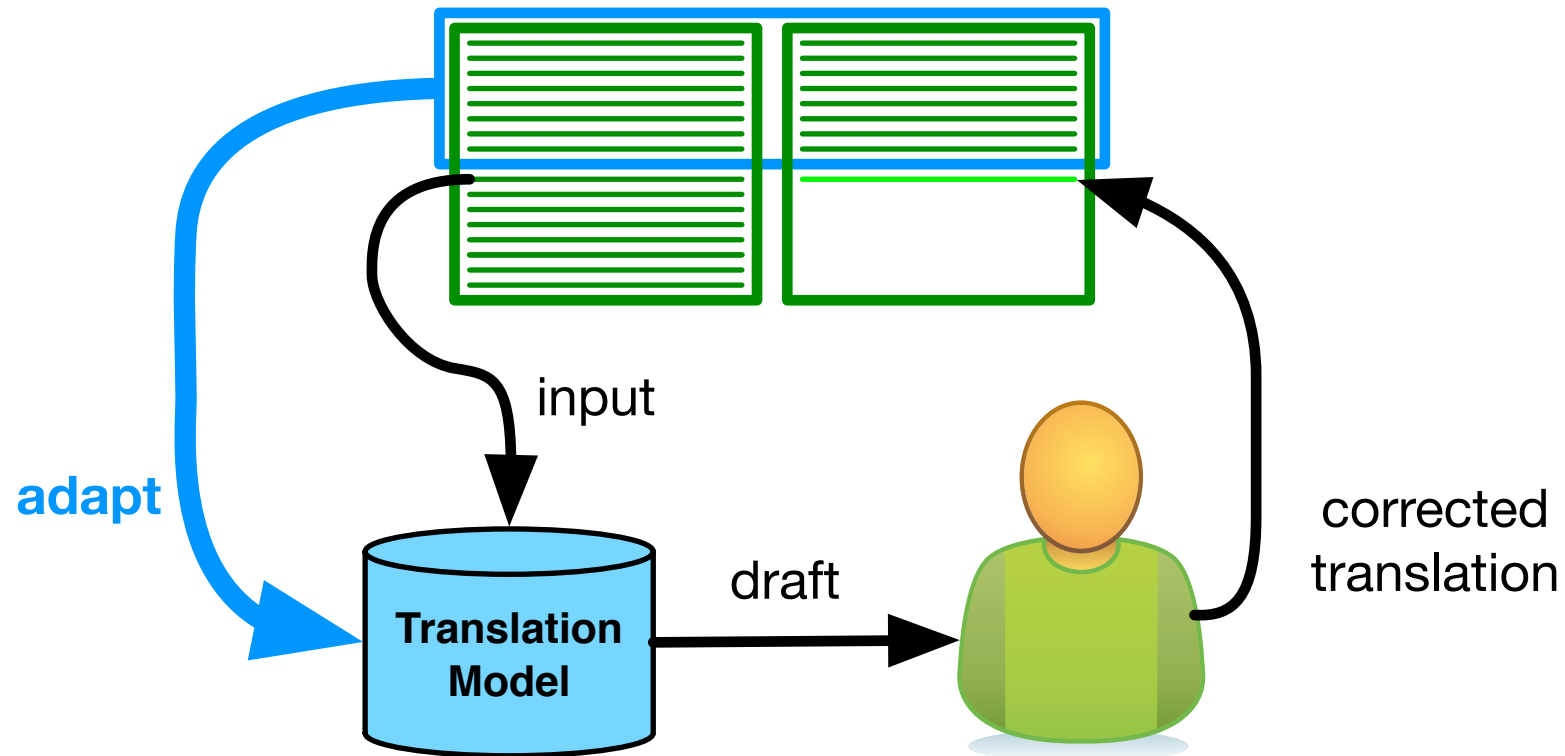 input
adapt
Translation
Model
draft
corrected
translation